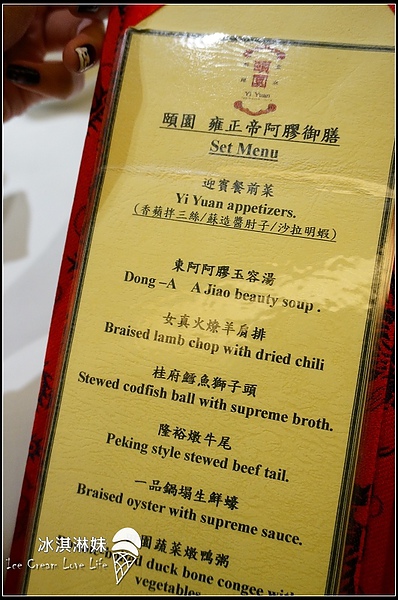 頤園
Yi Yuan
頤園 雍正帝阿膠御膳
Set Menu
迎賓餐前菜
Yi Yuan appetizers.
(香蘋拌三絲/蘇造醬肘子/沙拉明蝦)
東阿阿膠玉容湯
Dong –A A Jiao beauty soup .
女真火燎羊肩排
Braised lamb chop with dried chili
桂府鱈魚獅子頭
Stewed codfish ball with supreme broth.
隆裕燉牛尾
Peking style stewed beef tail.
一品鍋塌生鮮蠔
Braised oyster with supreme sauce.
園蔬菜燉鴨粥
duck bone congee with
vegetables.
冰淇淋妹
Ice Cream Love Life